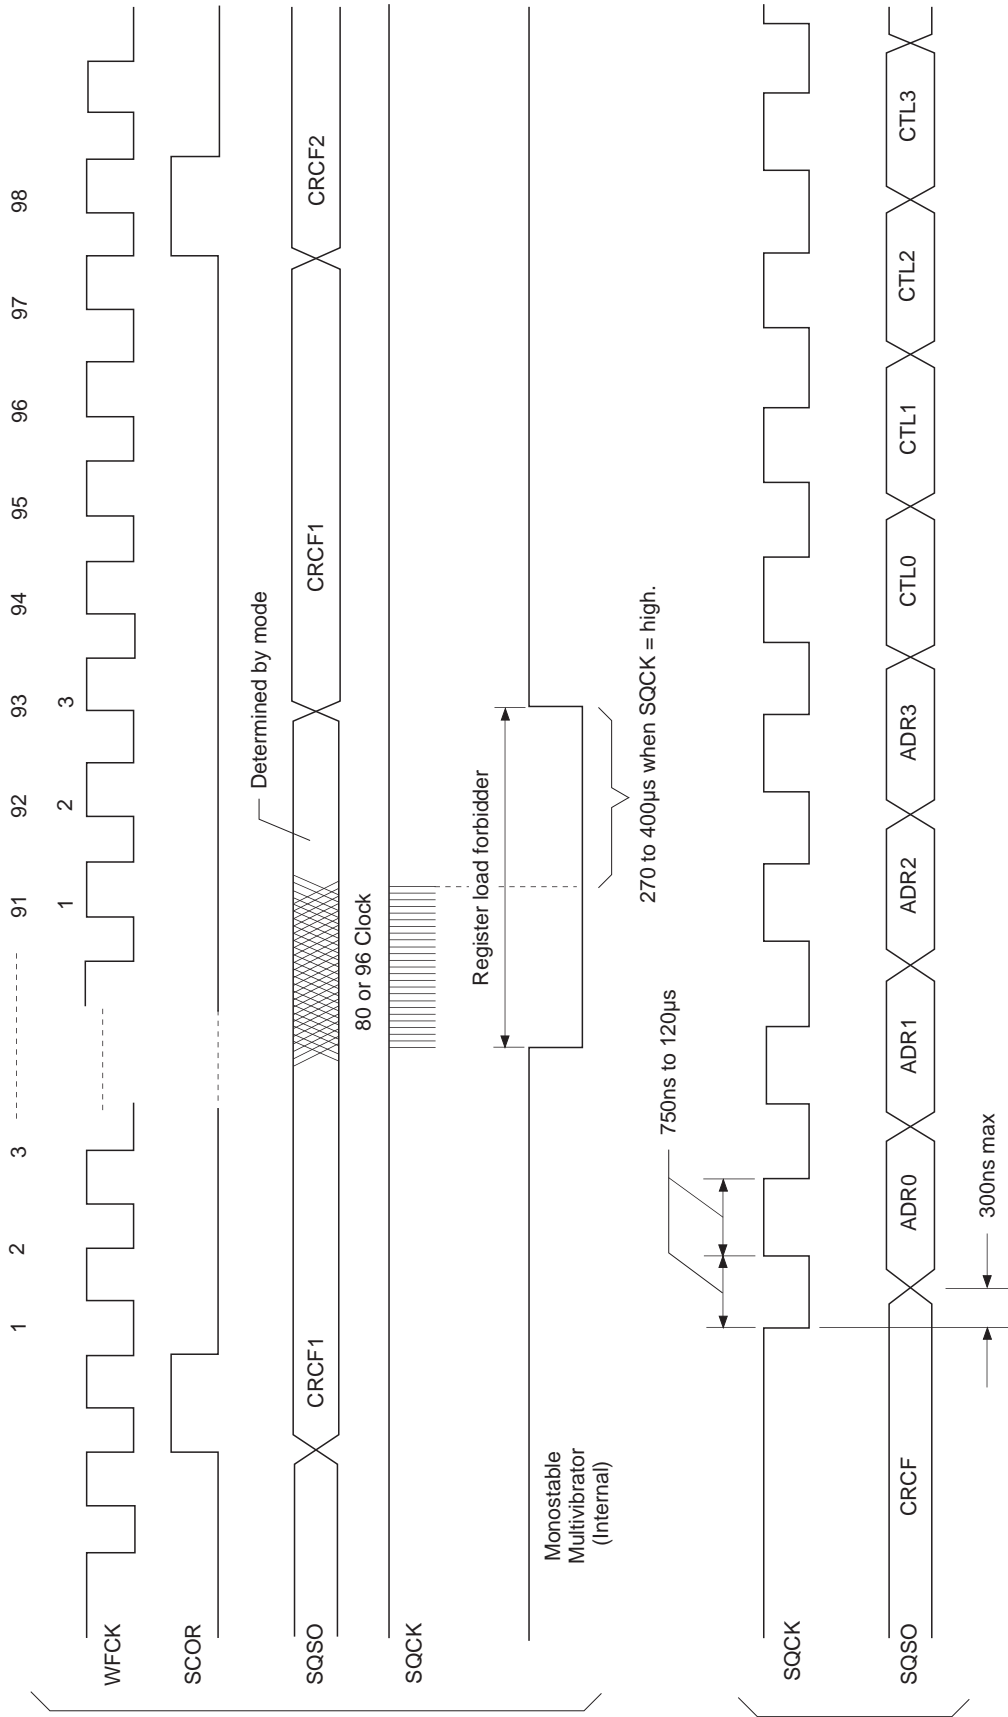 1
2
3
91
92
93
94
95
96
97
98
1
2
3
WFCK
SCOR
Determined by mode
SQSO
CRCF1
CRCF1
CRCF2
80 or 96 Clock
SQCK
Register load forbidder
Monostable
Multivibrator
(Internal)
270 to 400µs when SQCK = high.
750ns to 120µs
SQCK
SQSO
CRCF
ADR0
ADR1
ADR2
ADR3
CTL0
CTL1
CTL2
CTL3
300ns max